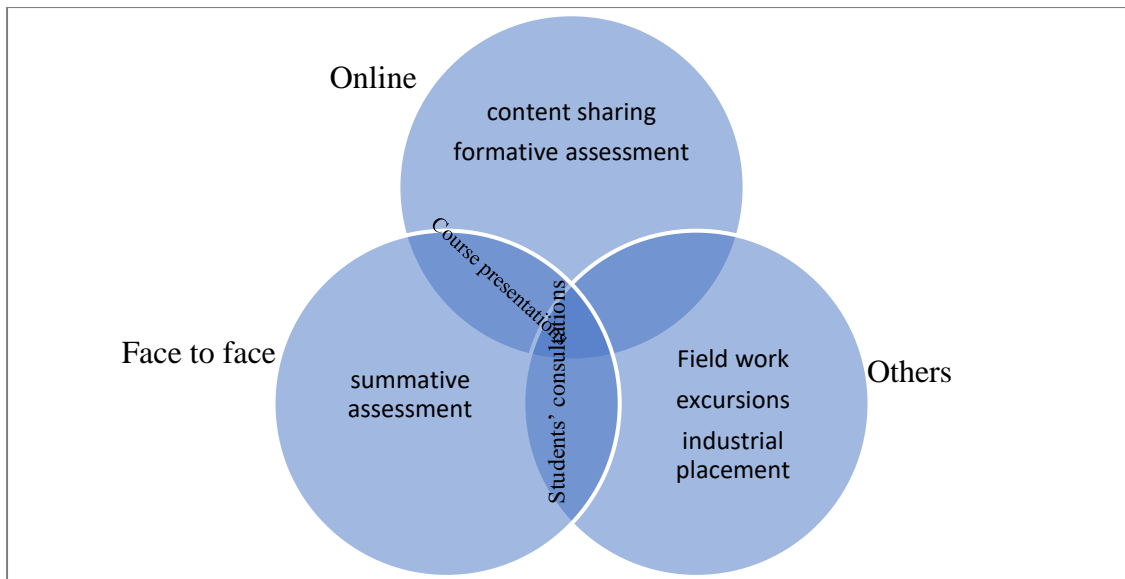 Online
content sharing
formative assessment
Course presentations
Students’ consultations
Face to face
summative
assessment
Field work
excursions
industrial
placement
Others